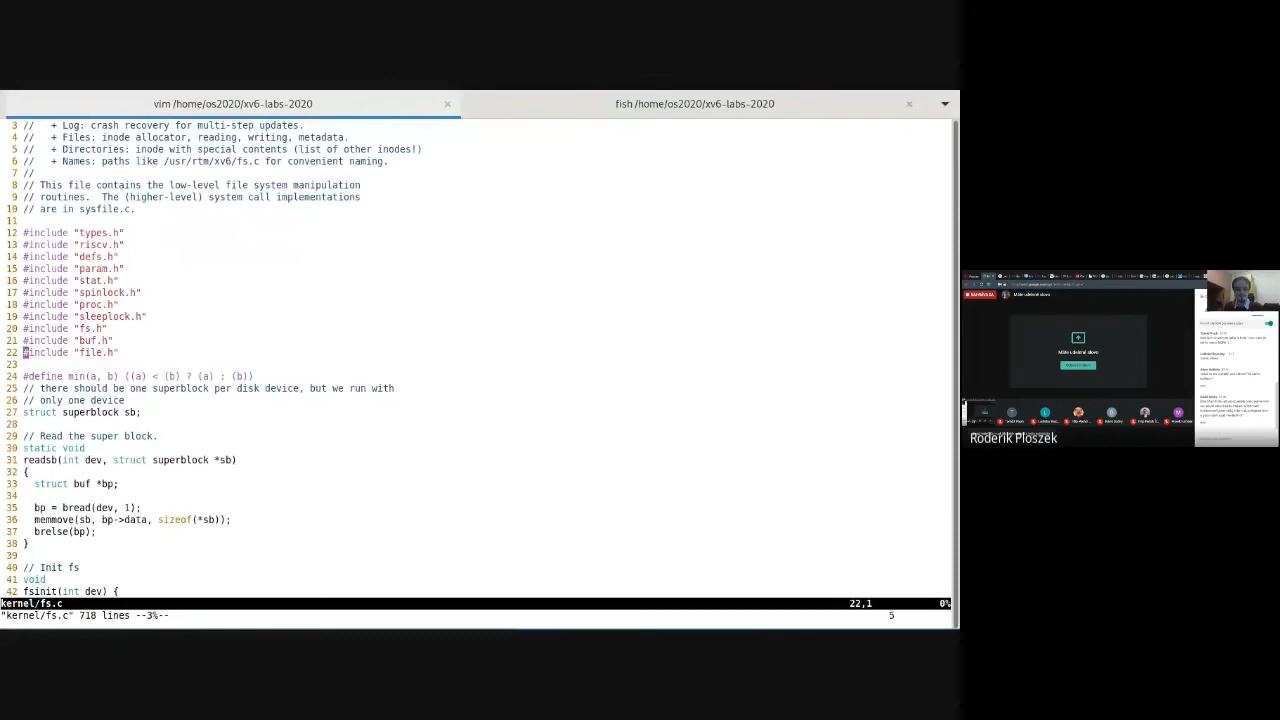 vim /home/os2020/xv6-labs-2020
fish /home/os2020/xv6-labs-2020
3 //   + Log: crash recovery for multi-step updates.
4 //   + Files: inode allocator, reading, writing, metadata.
5 //   + Directories: inode with special contents (list of other inodes!)
6 //   + Names: paths like /usr/rtm/xv6/fs.c for convenient naming.
7 //
8 // This file contains the low-level file system manipulation
9 // routines.  The (higher-level) system call implementations
10 // are in sysfile.c.
11
12 #include "types.h"
13 #include "riscv.h"
14 #include "defs.h"
15 #include "param.h"
16 #include "stat.h"
17 #include "spinlock.h"
18 #include "proc.h"
19 #include "sleeplock.h"
20 #include "fs.h"
21 #include "buf.h"
22 #include "file.h"
23
24 #define min(a, b) ((a) < (b) ? (a) : (b))
25 // there should be one superblock per disk device, but we run with
26 // only one device
27 struct superblock sb;
28
29 // Read the super block.
30 static void
31 readsb(int dev, struct superblock *sb)
32 {
33   struct buf *bp;
34
35   bp = bread(dev, 1);
36   memmove(sb, bp->data, sizeof(*sb));
37   brelse(bp);
38 }
39
40 // Init fs
41 void
42 fsinit(int dev) {
kernel/fs.c 22,1 0%
"kernel/fs.c" 718 lines --3%-- 5
Máte udelené slovo
Máte udelené slovo
Roderik Ploszek